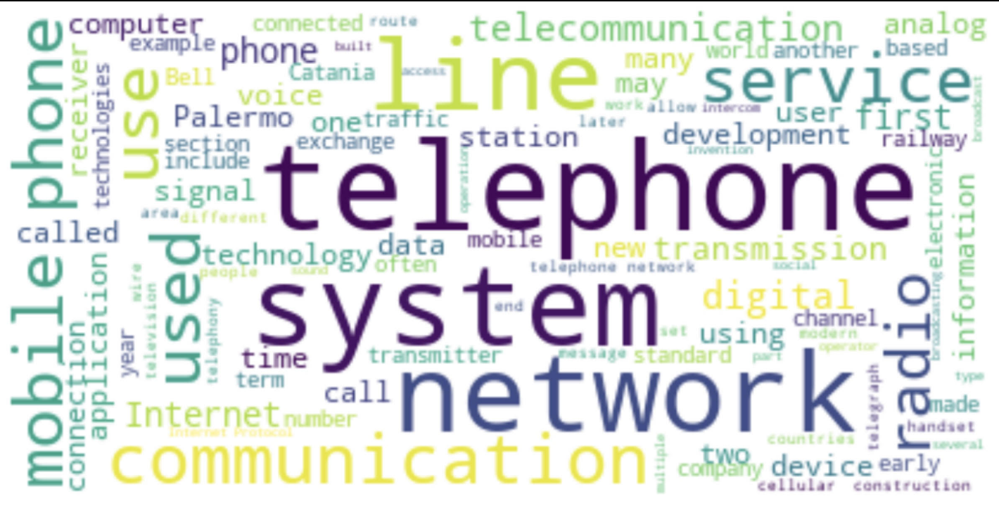 computer
connected
route
telecommunication
analog
example
phone
built
line
many
world
another
based
mobile phone
receiver
technologies
use
Bell
Catania
access
may
service
voice
work
allow
intercom
user
first
broadcast
Palermo
one
traffic
later
section
exchange
station
development
railway
include
operation
invention
signal
telephone
electronic
information
area
different
called
used
technology
data
mobile
new
transmission
people
sound
often
telephone network
social
application
wire
television
telephony
system
end
digital
channel
radio
broadcasting
connection
year
set
using
modern
operator
time
transmitter
message
standard
part
type
term
call
network
telegraph
made
Internet
number
handset
Internet Protocol
countries
several
communication
multiple
two
company
device
early
cellular
construction